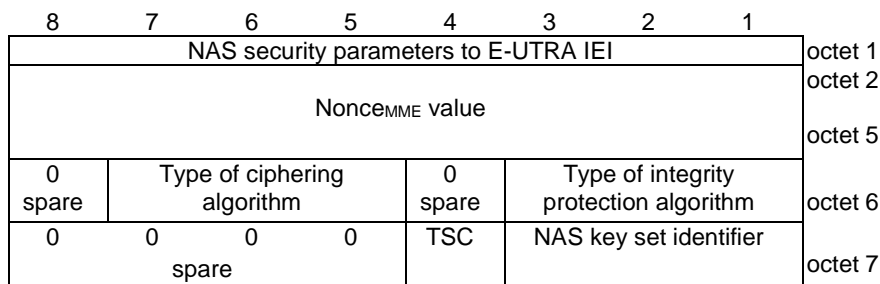 8 7 6 5 4 3 2 1
NAS security parameters to E-UTRA IEI octet 1
octet 2
NonceMME value
octet 5
0 Type of ciphering 0 Type of integrity
spare algorithm spare protection algorithm octet 6
0 0 0 0 TSC NAS key set identifier
spare octet 7